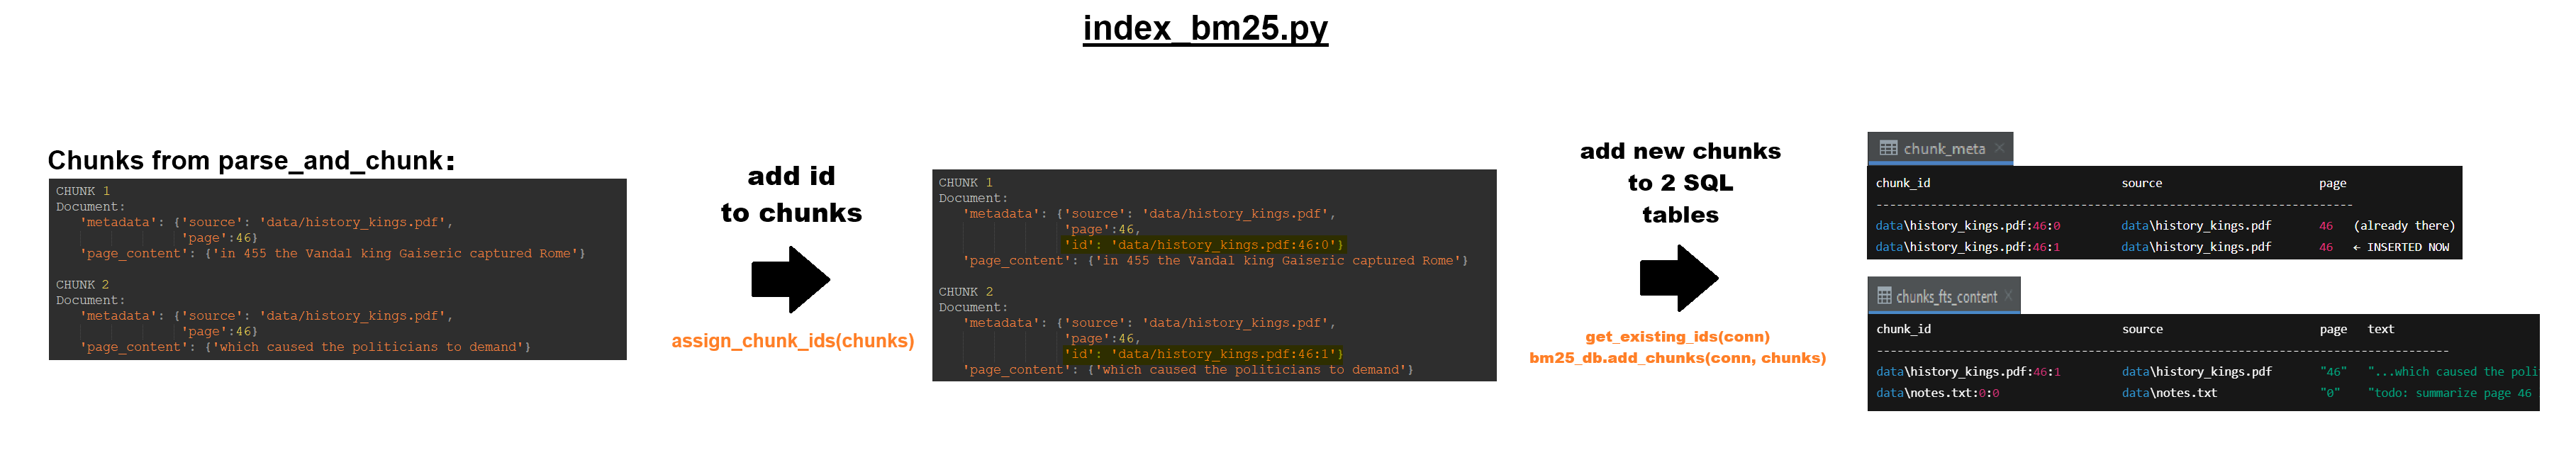 index_bm25.py
Chunks from parse_and_chunk:
CHUNK 1
Document:
'metadata': {'source': 'data/history_kings.pdf',
'page':46}
'page_content': {'in 455 the Vandal king Gaiseric captured Rome'}
CHUNK 2
Document:
'metadata': {'source': 'data/history_kings.pdf',
'page':46}
'page_content': {'which caused the politicians to demand'}
add id
to chunks
assign_chunk_ids(chunks)
CHUNK 1
Document:
'metadata': {'source': 'data/history_kings.pdf',
'page':46,
'id': 'data/history_kings.pdf:46:0'}
'page_content': {'in 455 the Vandal king Gaiseric captured Rome'}
CHUNK 2
Document:
'metadata': {'source': 'data/history_kings.pdf',
'page':46,
'id': 'data/history_kings.pdf:46:1'}
'page_content': {'which caused the politicians to demand'}
add new chunks
to 2 SQL
tables
get_existing_ids(conn)
bm25_db.add_chunks(conn, chunks)
chunk_meta ×
chunk_id source page
--------------------------------------------------------------------
data\history_kings.pdf:46:0 data\history_kings.pdf 46 (already there)
data\history_kings.pdf:46:1 data\history_kings.pdf 46 ← INSERTED NOW
chunks_fts_content ×
chunk_id source page text
----------------------------------------------------------------------------------
data\history_kings.pdf:46:1 data\history_kings.pdf "46" "...which caused the poli
data\notes.txt:0:0 data\notes.txt "0" "todo: summarize page 46